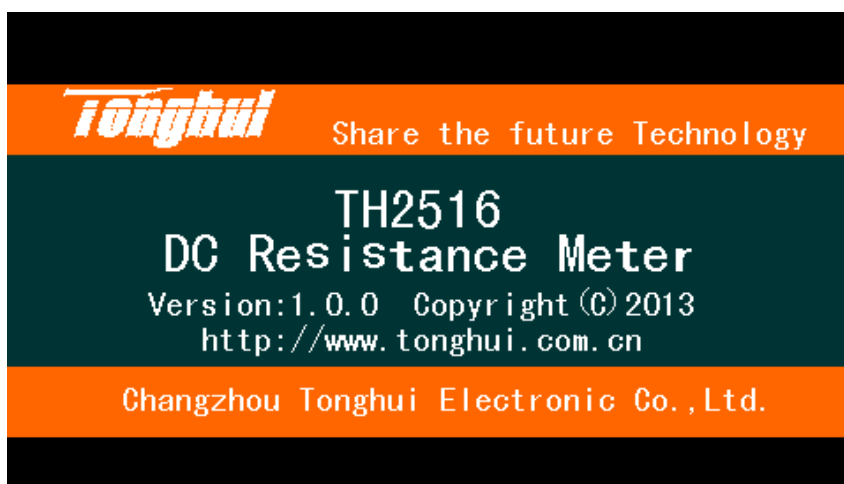 Tonghui
Share the future Technology
TH2516
DC Resistance Meter
Version:1.0.0 Copyright(C)2013
http://www.tonghui.com.cn
Changzhou Tonghui Electronic Co.,Ltd.